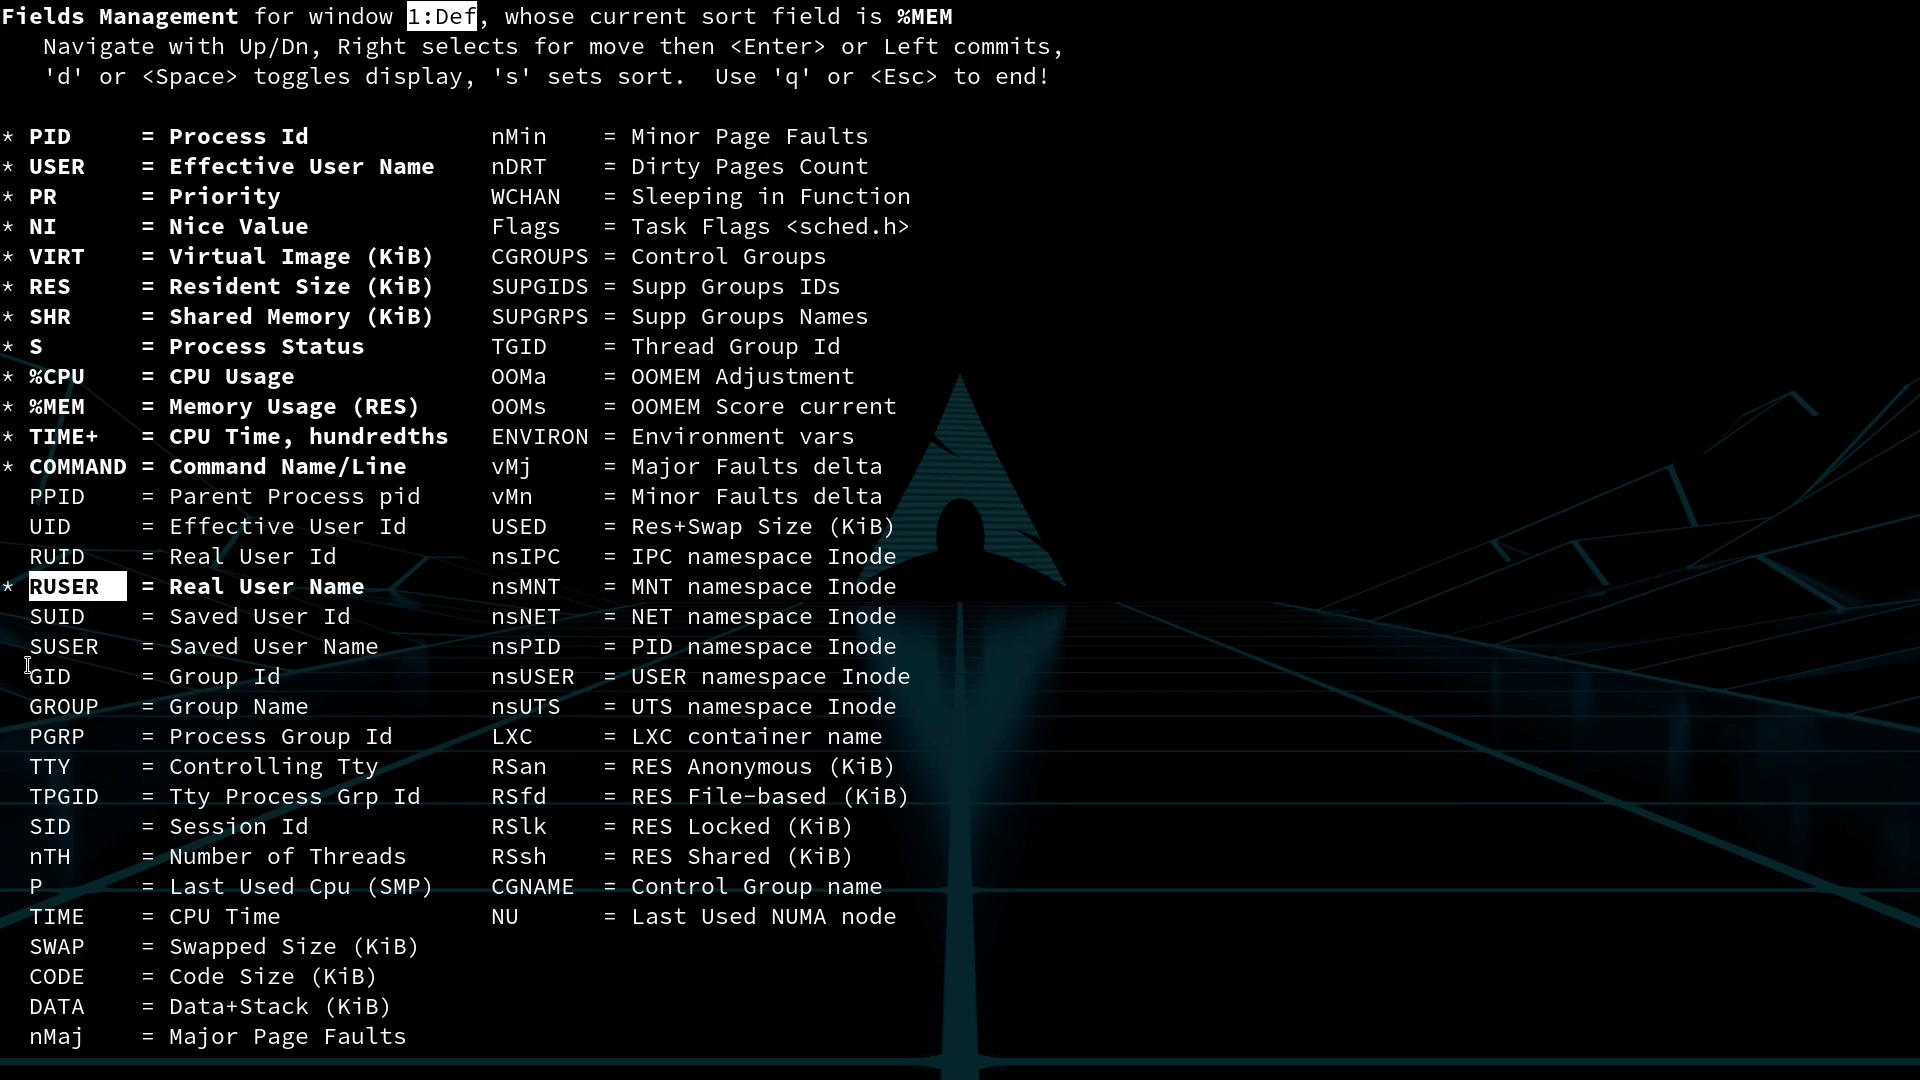 Fields Management for window 1:Def, whose current sort field is %MEM
   Navigate with Up/Dn, Right selects for move then <Enter> or Left commits,
   'd' or <Space> toggles display, 's' sets sort.  Use 'q' or <Esc> to end!

* PID     = Process Id             nMin    = Minor Page Faults
* USER    = Effective User Name    nDRT    = Dirty Pages Count
* PR      = Priority               WCHAN   = Sleeping in Function
* NI      = Nice Value             Flags   = Task Flags <sched.h>
* VIRT    = Virtual Image (KiB)    CGROUPS = Control Groups
* RES     = Resident Size (KiB)    SUPGIDS = Supp Groups IDs
* SHR     = Shared Memory (KiB)    SUPGRPS = Supp Groups Names
* S       = Process Status         TGID    = Thread Group Id
* %CPU    = CPU Usage              OOMa    = OOMEM Adjustment
* %MEM    = Memory Usage (RES)     OOMs    = OOMEM Score current
* TIME+   = CPU Time, hundredths   ENVIRON = Environment vars
* COMMAND = Command Name/Line      vMj     = Major Faults delta
  PPID    = Parent Process pid     vMn     = Minor Faults delta
  UID     = Effective User Id      USED    = Res+Swap Size (KiB)
  RUID    = Real User Id           nsIPC   = IPC namespace Inode
* RUSER   = Real User Name         nsMNT   = MNT namespace Inode
  SUID    = Saved User Id          nsNET   = NET namespace Inode
  SUSER   = Saved User Name        nsPID   = PID namespace Inode
  GID     = Group Id               nsUSER  = USER namespace Inode
  GROUP   = Group Name             nsUTS   = UTS namespace Inode
  PGRP    = Process Group Id       LXC     = LXC container name
  TTY     = Controlling Tty        RSan    = RES Anonymous (KiB)
  TPGID   = Tty Process Grp Id     RSfd    = RES File-based (KiB)
  SID     = Session Id             RSlk    = RES Locked (KiB)
  nTH     = Number of Threads      RSsh    = RES Shared (KiB)
  P       = Last Used Cpu (SMP)    CGNAME  = Control Group name
  TIME    = CPU Time               NU      = Last Used NUMA node
  SWAP    = Swapped Size (KiB)
  CODE    = Code Size (KiB)
  DATA    = Data+Stack (KiB)
  nMaj    = Major Page Faults